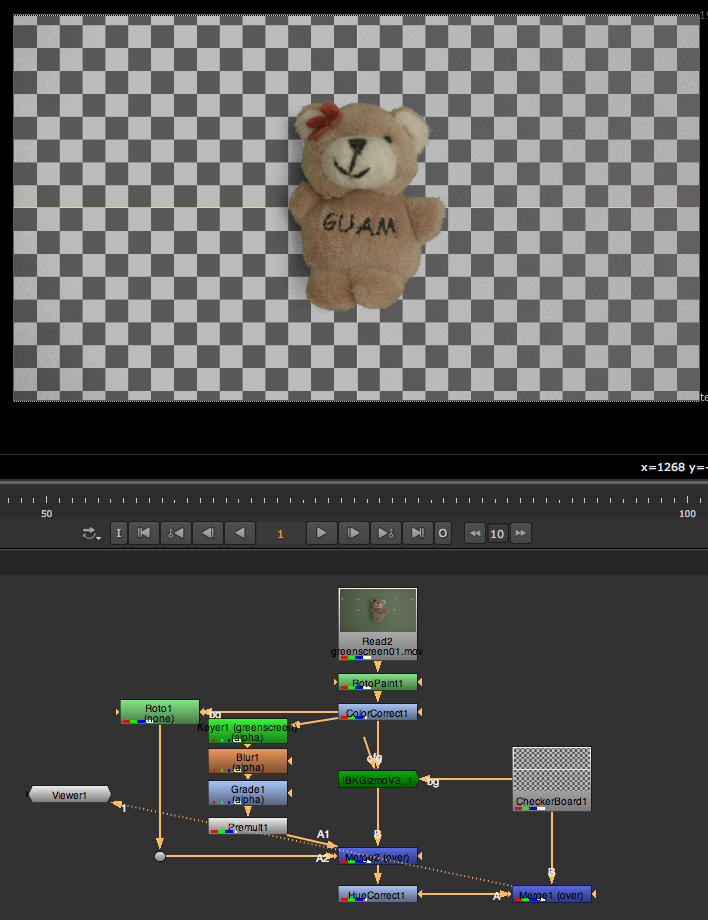 GUAM
x=1268 y=-
50
100
I
1
O
10
Read2
greenscreen01.mov
RotoPaint1
Roto1
(none)
bg
ColorCorrect1
Keyer1 (greenscreen)
(alpha)
Blur1
(alpha)
IBKGizmoV3_1
bg
Grade1
(alpha)
Viewer1
1
CheckerBoard1
Premult1
A1
B
A2
Merge2 (over)
B
HueCorrect1
A
Merge1 (over)